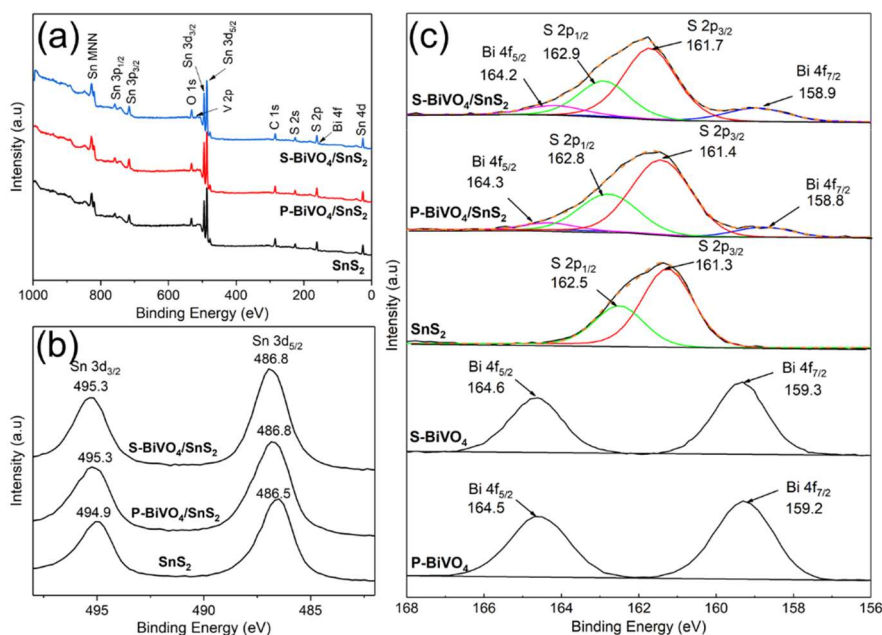 (a)
Intensity (a.u)
Sn MNN
Sn 3p1/2
Sn 3p3/2
O 1s
V 2p
Sn 3d3/2
Sn 3d5/2
C 1s
S 2s
S 2p
Bi 4f
Sn 4d
S-BiVO4/SnS2
P-BiVO4/SnS2
SnS2
1000 800 600 400 200 0
Binding Energy (eV)
(b)
Intensity (a.u)
Sn 3d3/2
495.3
Sn 3d5/2
486.8
S-BiVO4/SnS2
495.3
486.8
P-BiVO4/SnS2
494.9
486.5
SnS2
495 490 485
Binding Energy (eV)
(c)
Intensity (a.u)
Bi 4f5/2
164.2
S 2p1/2
162.9
S 2p3/2
161.7
Bi 4f7/2
158.9
S-BiVO4/SnS2
Bi 4f5/2
164.3
S 2p1/2
162.8
S 2p3/2
161.4
Bi 4f7/2
158.8
P-BiVO4/SnS2
S 2p1/2
162.5
S 2p3/2
161.3
SnS2
Bi 4f5/2
164.6
Bi 4f7/2
159.3
S-BiVO4
Bi 4f5/2
164.5
Bi 4f7/2
159.2
P-BiVO4
168 166 164 162 160 158 156
Binding Energy (eV)